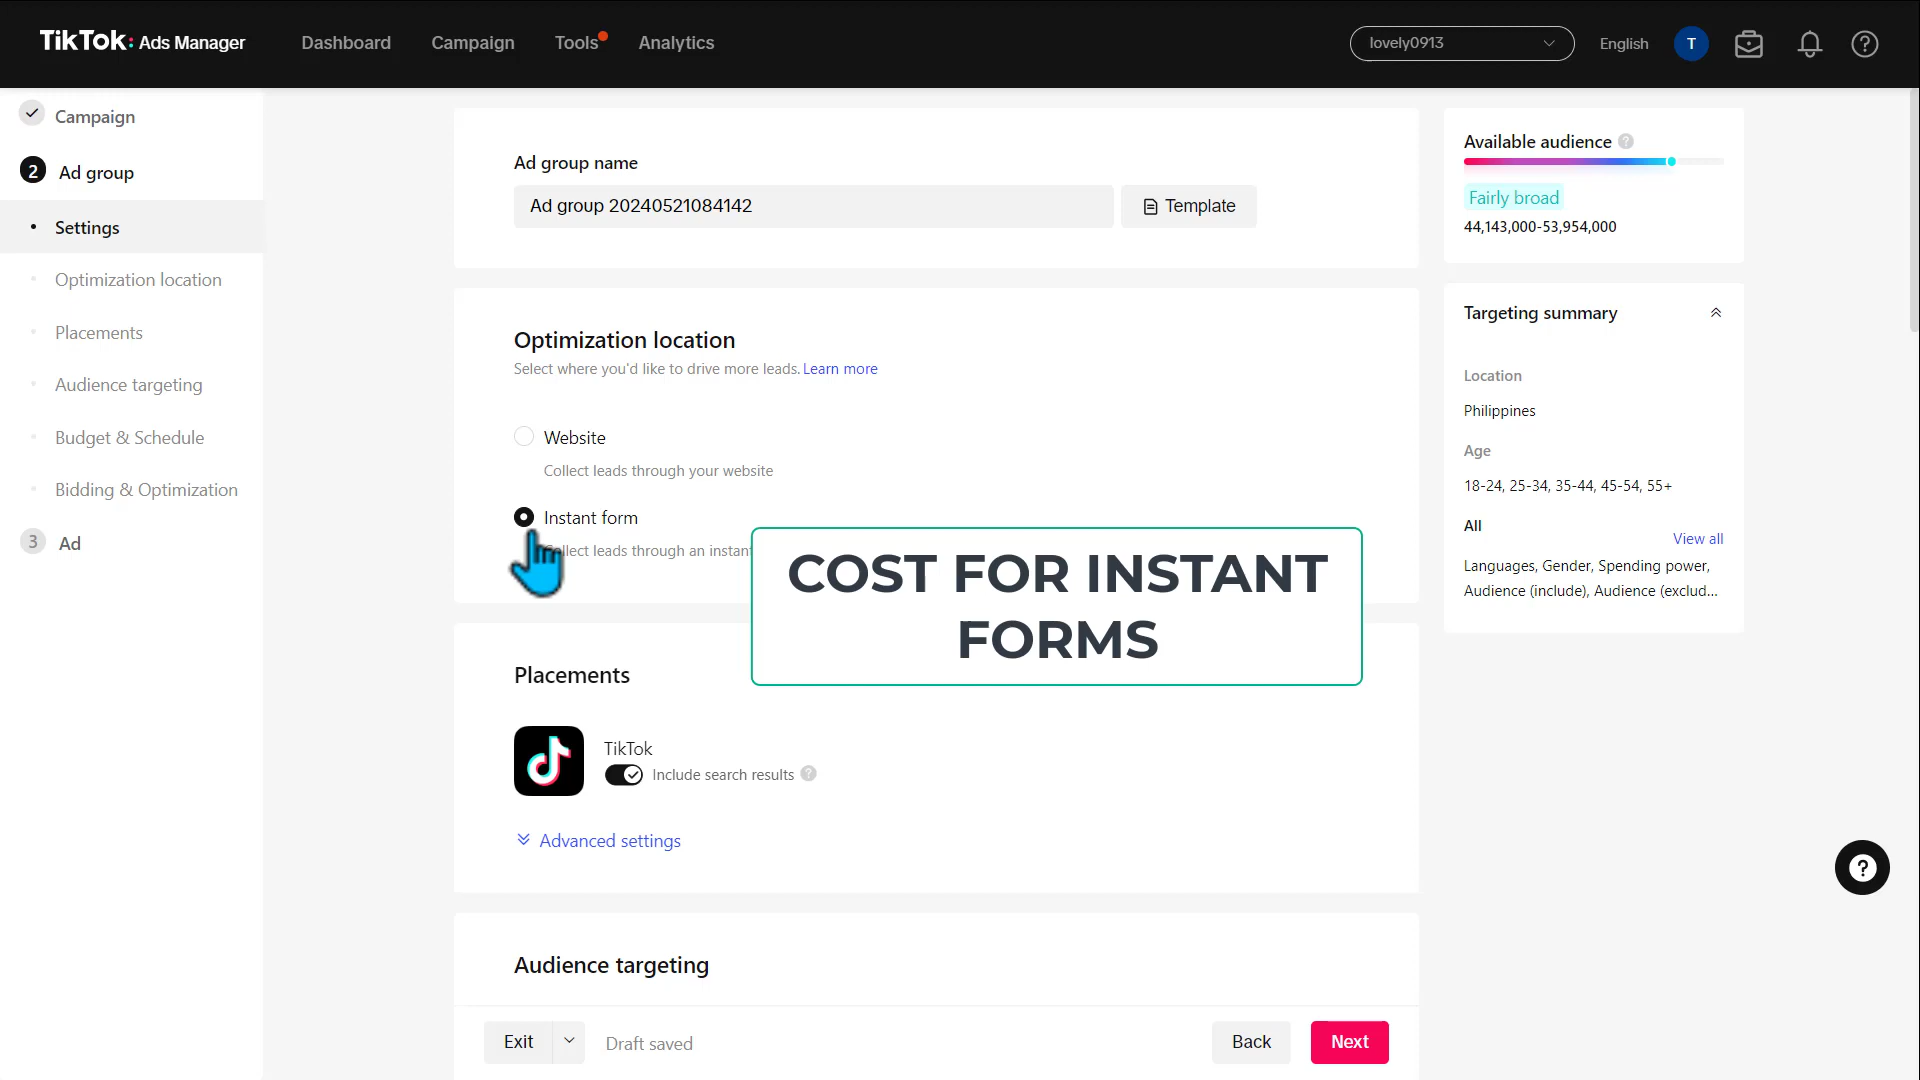 TikTok: Ads Manager
Dashboard
Campaign
Tools
Analytics
lovely0913
English
T
Campaign
2 Ad group
Settings
Optimization location
Placements
Audience targeting
Budget & Schedule
Bidding & Optimization
3 Ad
Ad group name
Ad group 20240521084142
Template
Optimization location
Select where you'd like to drive more leads. Learn more
Website
Collect leads through your website
Instant form
llect leads through an instant
COST FOR INSTANT
FORMS
Placements
TikTok
Include search results
Advanced settings
Audience targeting
Exit
Draft saved
Back
Next
Available audience
Fairly broad
44,143,000-53,954,000
Targeting summary
Location
Philippines
Age
18-24, 25-34, 35-44, 45-54, 55+
All
View all
Languages, Gender, Spending power,
Audience (include), Audience (exclud...